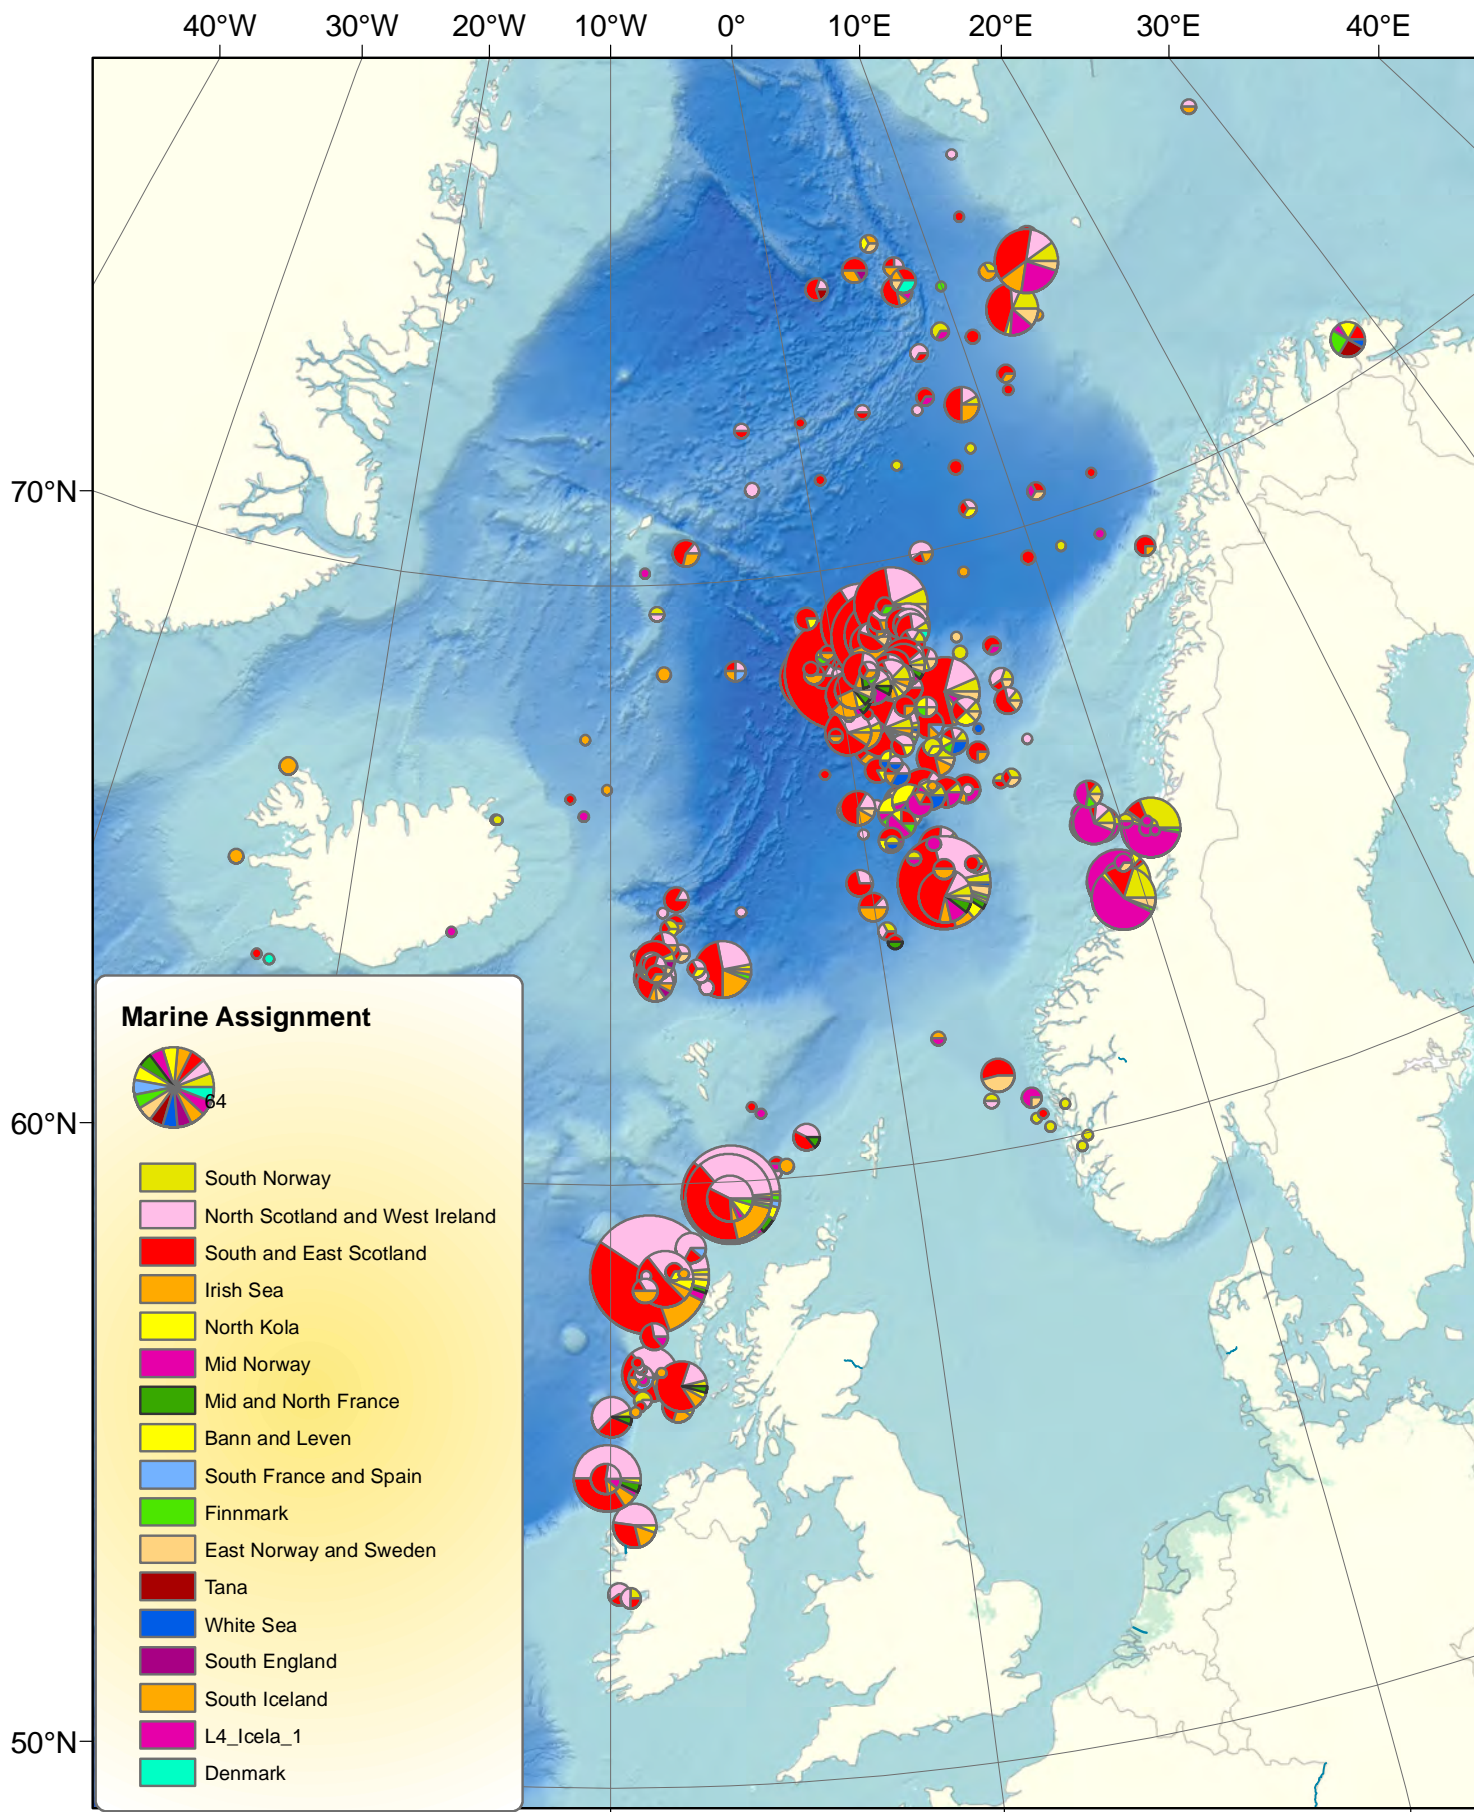 40°W 30°W 20°W 10°W 0° 10°E 20°E 30°E 40°E
70°N
60°N
50°N
Marine Assignment
64
South Norway
North Scotland and West Ireland
South and East Scotland
Irish Sea
North Kola
Mid Norway
Mid and North France
Bann and Leven
South France and Spain
Finnmark
East Norway and Sweden
Tana
White Sea
South England
South Iceland
L4_Icela_1
Denmark